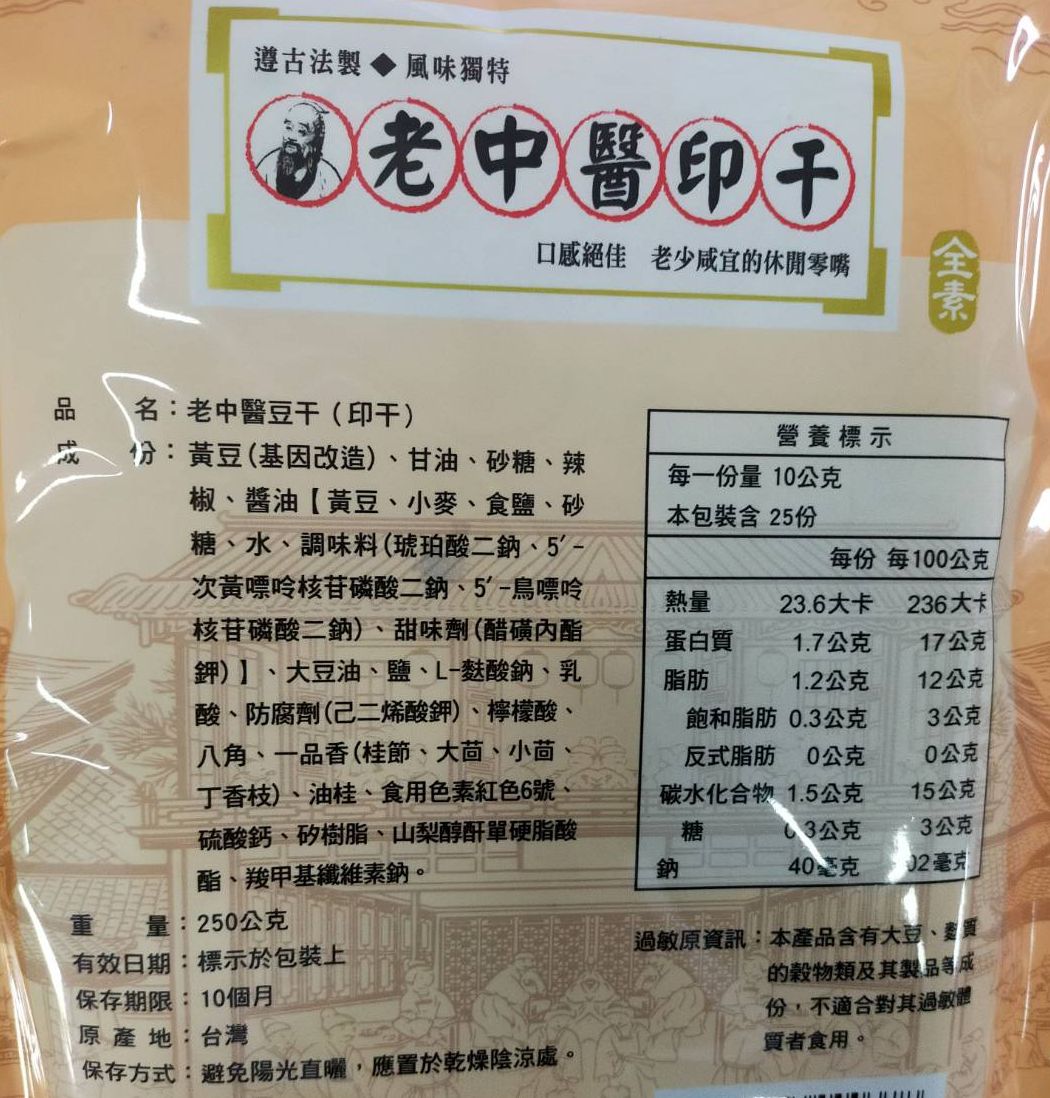 遵古法製◆風味獨特
老中醫印干
口感絕佳 老少咸宜的休閒零嘴
全素
品 名：老中醫豆干（印干）
成 份：黃豆(基因改造)、甘油、砂糖、辣
椒、醬油【黃豆、小麥、食鹽、砂
糖、水、調味料(琥珀酸二鈉、5′-
次黃嘌呤核苷磷酸二鈉、5′-鳥嘌呤
核苷磷酸二鈉)、甜味劑(醋磺內酯
鉀)】、大豆油、鹽、L-麩酸鈉、乳
酸、防腐劑(己二烯酸鉀)、檸檬酸、
八角、一品香(桂節、大茴、小茴、
丁香枝)、油桂、食用色素紅色6號、
硫酸鈣、矽樹脂、山梨醇酐單硬脂酸
酯、羧甲基纖維素鈉。
重 量：250公克
有效日期：標示於包裝上
保存期限：10個月
原 產 地：台灣
保存方式：避免陽光直曬，應置於乾燥陰涼處。
營養標示
每一份量 10公克
本包裝含 25份
每份 每100公克
熱量 23.6大卡 236大卡
蛋白質 1.7公克 17公克
脂肪 1.2公克 12公克
飽和脂肪 0.3公克 3公克
反式脂肪 0公克 0公克
碳水化合物 1.5公克 15公克
糖 0.3公克 3公克
鈉 40毫克 02毫克
過敏原資訊：本產品含有大豆、麩質
的穀物類及其製品等成
份，不適合對其過敏體
質者食用。